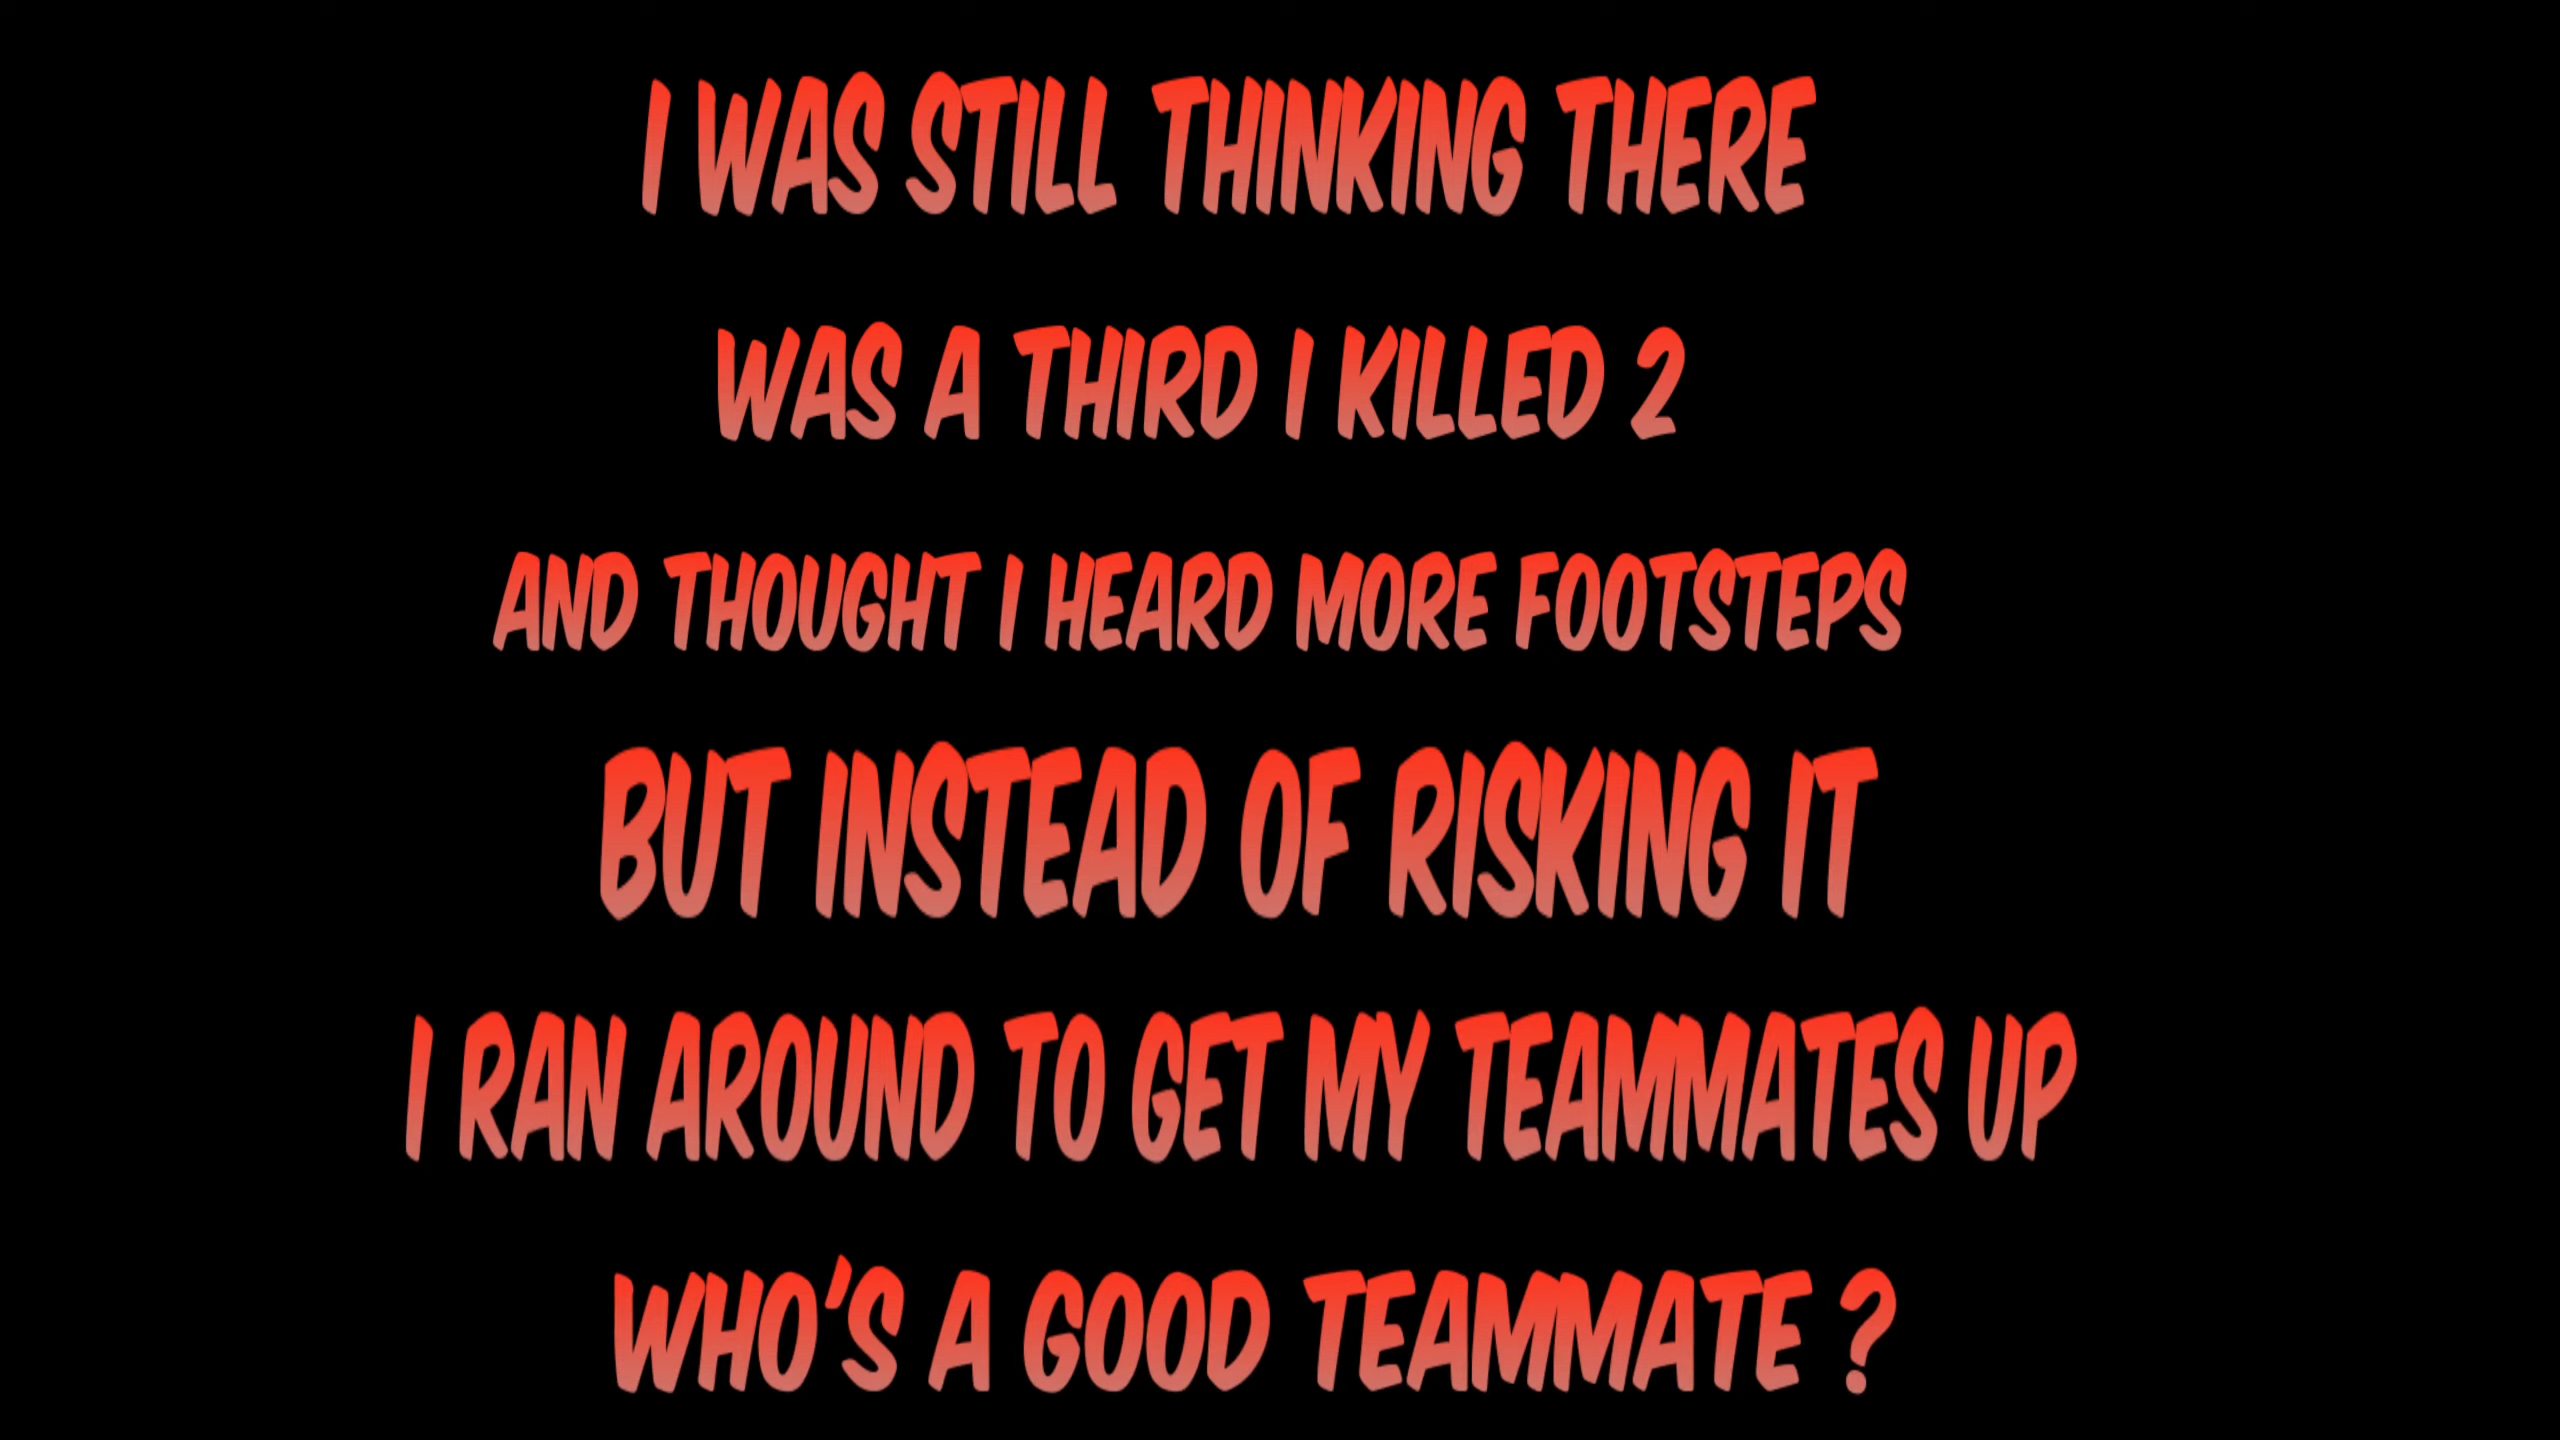 I WAS STILL THINKING THERE
WAS A THIRD I KILLED 2
AND THOUGHT I HEARD MORE FOOTSTEPS
BUT INSTEAD OF RISKING IT
I RAN AROUND TO GET MY TEAMMATES UP
WHO'S A GOOD TEAMMATE ?